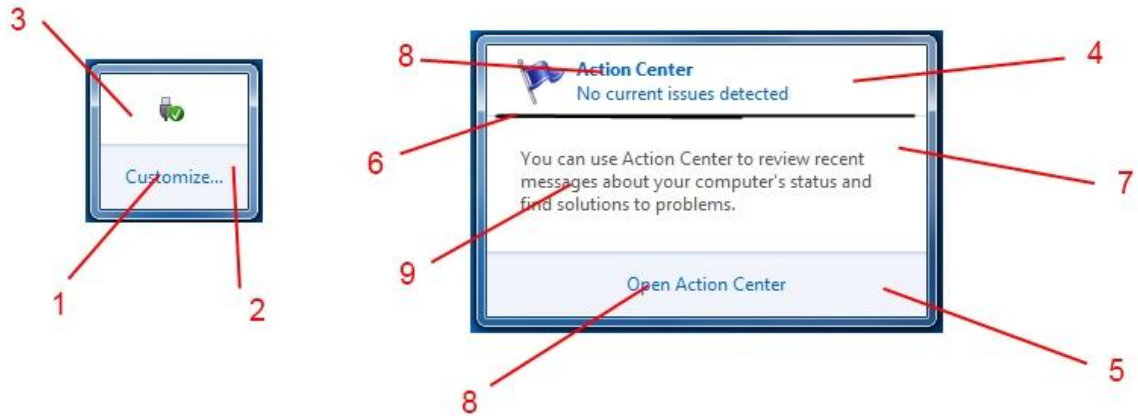 3
8
Action Center
4
No current issues detected
6
Customize...
You can use Action Center to review recent
messages about your computer's status and
find solutions to problems.
7
9
1
2
Open Action Center
5
8